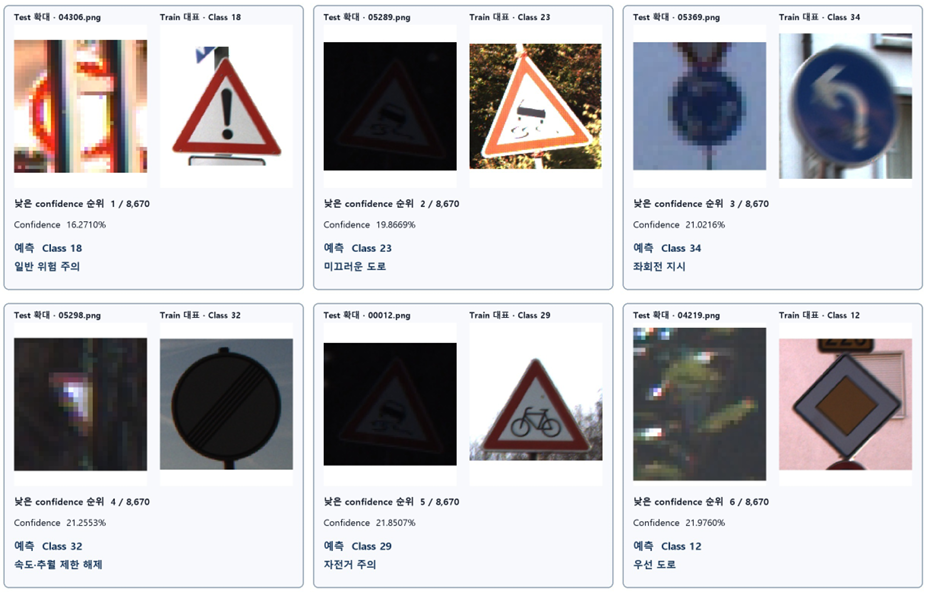 Test 확대 · 04306.png
Train 대표 · Class 18
낮은 confidence 순위 1 / 8,670
Confidence 16.2710%
예측 Class 18
일반 위험 주의
Test 확대 · 05289.png
Train 대표 · Class 23
낮은 confidence 순위 2 / 8,670
Confidence 19.8669%
예측 Class 23
미끄러운 도로
Test 확대 · 05369.png
Train 대표 · Class 34
낮은 confidence 순위 3 / 8,670
Confidence 21.0216%
예측 Class 34
좌회전 지시
Test 확대 · 05298.png
Train 대표 · Class 32
낮은 confidence 순위 4 / 8,670
Confidence 21.2553%
예측 Class 32
속도·추월 제한 해제
Test 확대 · 00012.png
Train 대표 · Class 29
낮은 confidence 순위 5 / 8,670
Confidence 21.8507%
예측 Class 29
자전거 주의
Test 확대 · 04219.png
Train 대표 · Class 12
낮은 confidence 순위 6 / 8,670
Confidence 21.9760%
예측 Class 12
우선 도로